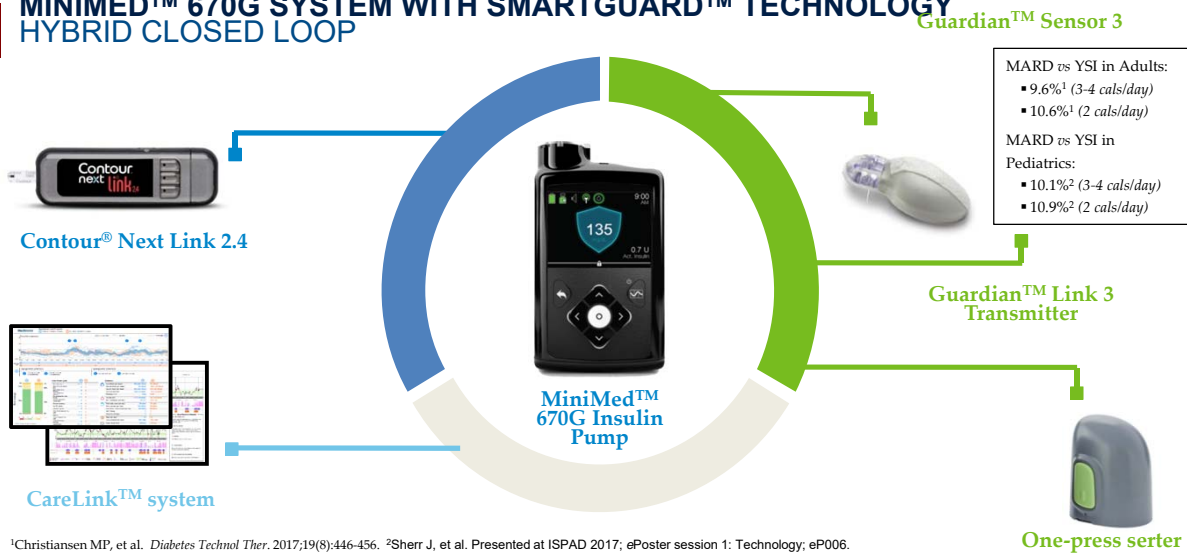 MINIMED™ 670G SYSTEM WITH SMARTGUARD™ TECHNOLOGY
HYBRID CLOSED LOOP
Guardian™ Sensor 3
MARD vs YSI in Adults:
▪ 9.6%¹ (3-4 cals/day)
▪ 10.6%¹ (2 cals/day)
MARD vs YSI in
Pediatrics:
▪ 10.1%² (3-4 cals/day)
▪ 10.9%² (2 cals/day)
Contour
next
link 2.4
Contour® Next Link 2.4
9:00
AM
135
0.7 U
Act. Insulin
Guardian™ Link 3
Transmitter
MiniMed™
670G Insulin
Pump
CareLink™ system
One-press serter
¹Christiansen MP, et al. Diabetes Technol Ther. 2017;19(8):446-456. ²Sherr J, et al. Presented at ISPAD 2017; ePoster session 1: Technology; eP006.